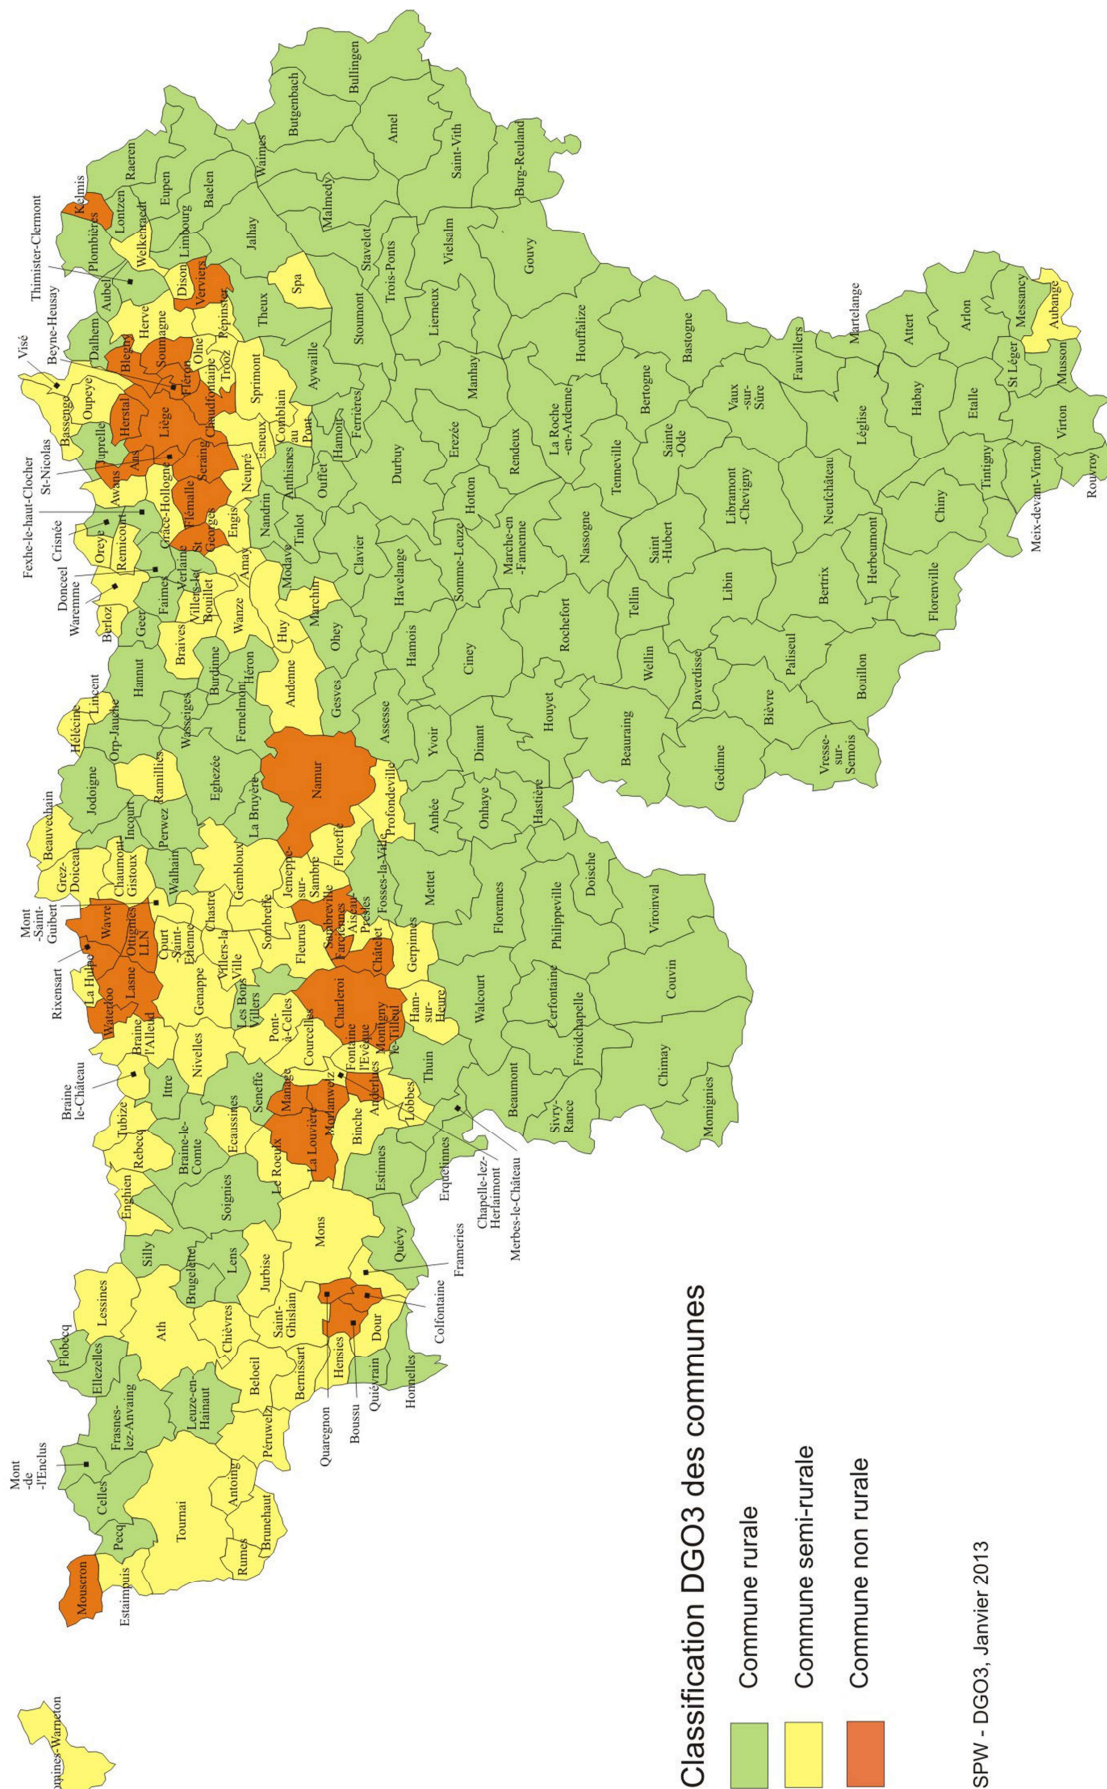 omines-Warneton
Mouscron
Estaimpuis
Pecq
Celles
Mont
-de
-l'Enclus
Tournai
Rumes
Brunehaut
Antoing
Péruwelz
Frasnes-
lez-Anvaing
Leuze-en-
Hainaut
Flobecq
Ellezelles
Lessines
Ath
Chièvres
Beloeil
Bernissart
Saint-
Ghislain
Hensies
Quaregnon
Boussu
Quiévrain
Honnelles
Dour
Colfontaine
Frameries
Quévy
Silly
Brugelette
Lens
Jurbise
Mons
Enghien
Soignies
Braine-le-
Comte
Rebecq
Tubize
Ittre
Ecaussines
Le Roeulx
La Louvière
Manage
Seneffe
Morlanwelz
Binche
Estinnes
Anderlues
Lobbes
Erquelinnes
Chapelle-lez-
Herlaimont
Merbes-le-Château
Braine
le-Château
Braine
l'Alleud
Nivelles
Waterloo
La Hulpe
Lasne
Rixensart
Wavre
Ottignies
LLN
Mont
-Saint-
Guibert
Court
-Saint-
Etienne
Genappe
Villers-la
Ville
Les Bons
Villers
Pont-
à-Celles
Courcelles
Fontaine
l'Evêque
Charleroi
Montigny
le-
Tilleul
Ham-
sur-
Heure
Thuin
Beaumont
Sivry-
Rance
Froidchapelle
Chimay
Momignies
Couvin
Cerfontaine
Walcourt
Philippeville
Florennes
Viroinval
Doische
Gerpinnes
Châtelet
Farciennes
Aiseau-
Presles
Sambreville
Fleurus
Sombreffe
Chastre
Walhain
Gembloux
Jemeppe-
sur-
Sambre
Floreffe
Fosses-la-Ville
Mettet
Profondeville
Namur
La Bruyère
Eghezée
Perwez
Incourt
Chaumont-
Gistoux
Grez-
Doiceau
Beauvechain
Jodoigne
Ramillies
Orp-Jauche
Hélécine
Lincent
Hannut
Wasseiges
Fernelmont
Burdinne
Héron
Andenne
Gesves
Ohey
Assesse
Yvoir
Anhée
Onhaye
Hastière
Dinant
Houyet
Beauraing
Gedinne
Vresse-
sur-
Semois
Bièvre
Bouillon
Paliseul
Daverdisse
Wellin
Tellin
Rochefort
Ciney
Hamois
Havelange
Somme-Leuze
Marche-en
-Famenne
Nassogne
Clavier
Modave
Marchin
Huy
Wanze
Braives
Villers-le
Bouillet
Amay
Verlaine
Faimes
Geer
Berloz
Waremme
Donceel
Remicourt
Oreye
Crisnée
Fexhe-le-haut-Clocher
Awans
Grâce-Hollogne
St
Georges
Flémalle
Engis
Nandrin
Tinlot
Neupré
Seraing
Ans
St-Nicolas
Juprelle
Bassenge
Oupeye
Visé
Herstal
Liège
Beyne-Heusay
Fléron
Chaudfontaine
Blegny
Soumagne
Dalhem
Herve
Olne
Trooz
Esneux
Sprimont
Comblain
au
Pont
Anthisnes
Ouffet
Hamoir
Ferrières
Aywaille
Durbuy
Hotton
Erezée
Rendeux
Manhay
La Roche
-en-Ardenne
Tenneville
Sainte
-Ode
Bertogne
Houffalize
Saint
-Hubert
Libin
Libramont
-Chevigny
Neufchâteau
Bertrix
Herbeumont
Florenville
Chiny
Léglise
Vaux
-sur-
Sûre
Bastogne
Fauvillers
Martelange
Habay
Attert
Arlon
Etalle
Tintigny
Meix-devant-Virton
Rouvroy
Virton
St Léger
Musson
Messancy
Aubange
Aubel
Thimister-Clermont
Plombières
Kelmis
Lontzen
Welkenraedt
Raeren
Eupen
Baelen
Limbourg
Dison
Verviers
Pépinster
Theux
Spa
Jalhay
Stoumont
Stavelot
Trois-Ponts
Lierneux
Vielsalm
Gouvy
Malmedy
Waimes
Butgenbach
Bullingen
Amel
Saint-Vith
Burg-Reuland
Classification DGO3 des communes
Commune rurale
Commune semi-rurale
Commune non rurale
SPW - DGO3, Janvier 2013